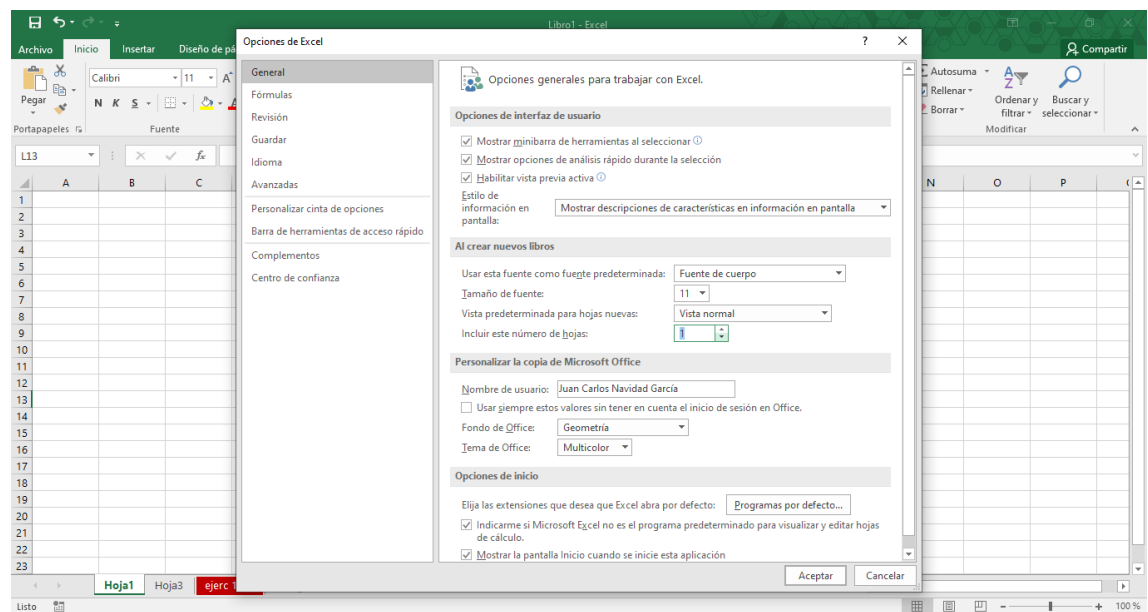 Libro1 - Excel
Archivo Inicio Insertar Diseño de pá
Compartir
Pegar
Calibri 11 A
N K S
Portapapeles Fuente
Autosuma
Rellenar
Borrar
Ordenar y filtrar
Buscar y seleccionar
Modificar
L13 fx
A B C N O P
1
2
3
4
5
6
7
8
9
10
11
12
13
14
15
16
17
18
19
20
21
22
23
Opciones de Excel ? ×
General
Fórmulas
Revisión
Guardar
Idioma
Avanzadas
Personalizar cinta de opciones
Barra de herramientas de acceso rápido
Complementos
Centro de confianza
Opciones generales para trabajar con Excel.
Opciones de interfaz de usuario
Mostrar minibarra de herramientas al seleccionar
Mostrar opciones de análisis rápido durante la selección
Habilitar vista previa activa
Estilo de
información en
pantalla:
Mostrar descripciones de características en información en pantalla
Al crear nuevos libros
Usar esta fuente como fuente predeterminada: Fuente de cuerpo
Tamaño de fuente: 11
Vista predeterminada para hojas nuevas: Vista normal
Incluir este número de hojas: 1
Personalizar la copia de Microsoft Office
Nombre de usuario: Juan Carlos Navidad García
Usar siempre estos valores sin tener en cuenta el inicio de sesión en Office.
Fondo de Office: Geometría
Tema de Office: Multicolor
Opciones de inicio
Elija las extensiones que desea que Excel abra por defecto: Programas por defecto...
Indicarme si Microsoft Excel no es el programa predeterminado para visualizar y editar hojas
de cálculo.
Mostrar la pantalla Inicio cuando se inicie esta aplicación
Aceptar Cancelar
Hoja1 Hoja3 ejerc 1
Listo 100 %